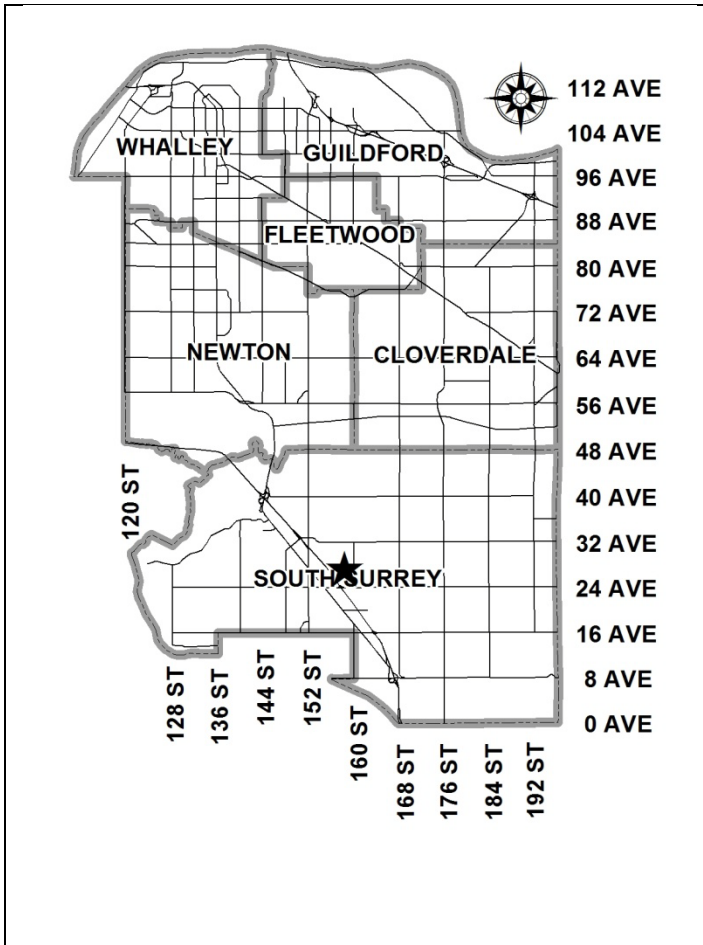 112 AVE
104 AVE
WHALLEY
GUILDFORD
96 AVE
88 AVE
FLEETWOOD
80 AVE
72 AVE
NEWTON
CLOVERDALE
64 AVE
56 AVE
48 AVE
120 ST
40 AVE
32 AVE
SOUTH SURREY
24 AVE
16 AVE
8 AVE
0 AVE
128 ST
136 ST
144 ST
152 ST
160 ST
168 ST
176 ST
184 ST
192 ST